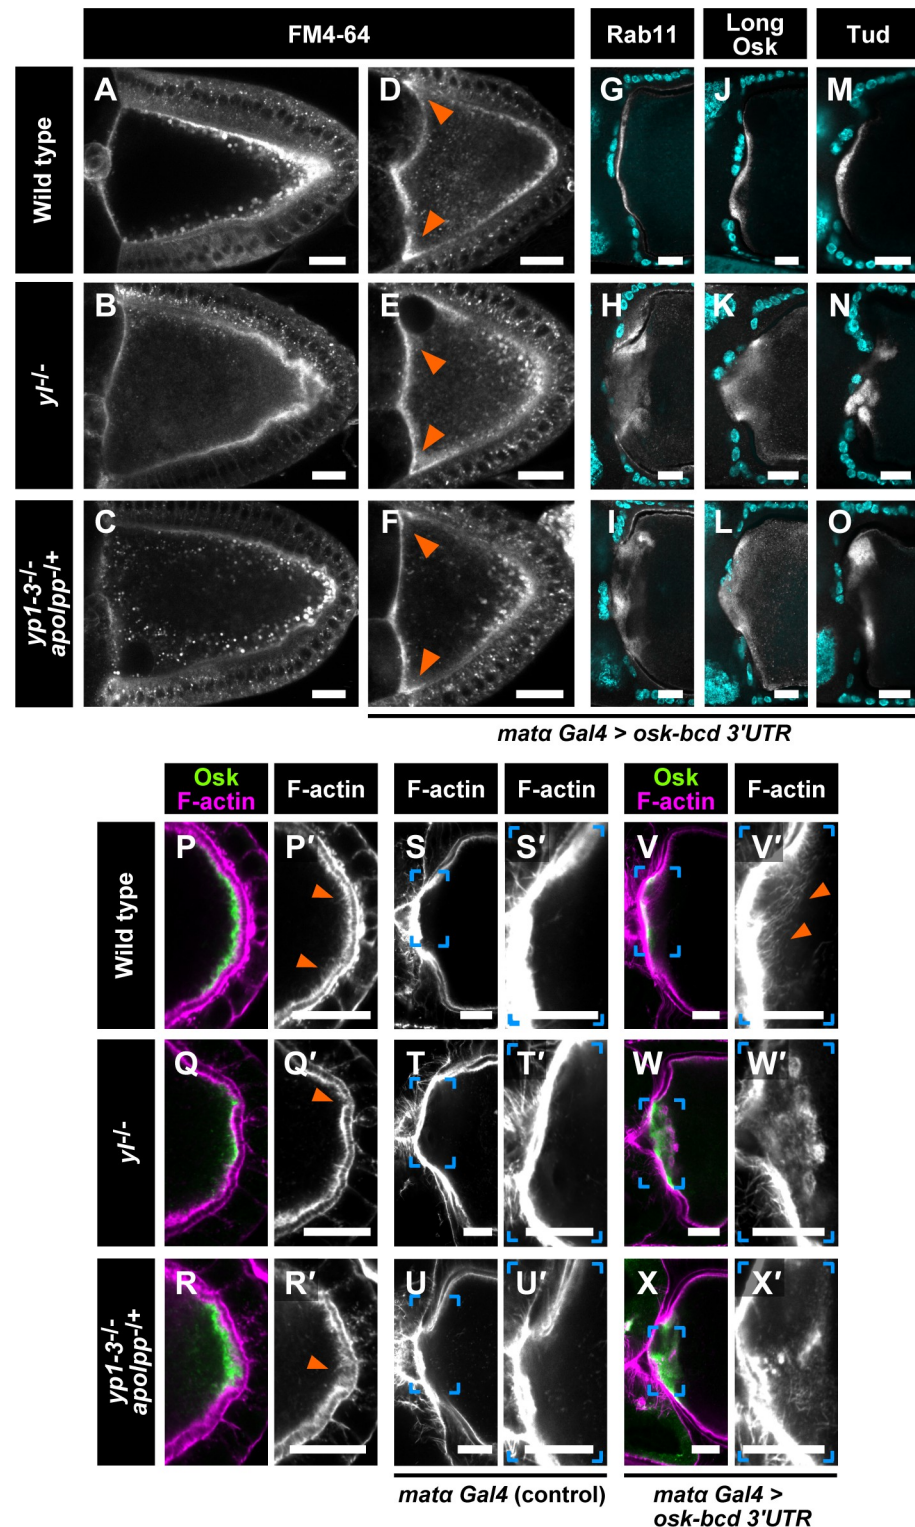 FM4-64
Rab11
Long
Osk
Tud
Wild type
A
D
G
J
M
yl-/-
B
E
H
K
N
yp1-3-/-
apolpp-/+
C
F
I
L
O
matα Gal4 > osk-bcd 3'UTR
Osk
F-actin
F-actin
F-actin
F-actin
Osk
F-actin
F-actin
Wild type
P
P′
S
S′
V
V′
yl-/-
Q
Q′
T
T′
W
W′
yp1-3-/-
apolpp-/+
R
R′
U
U′
X
X′
matα Gal4 (control)
matα Gal4 >
osk-bcd 3'UTR